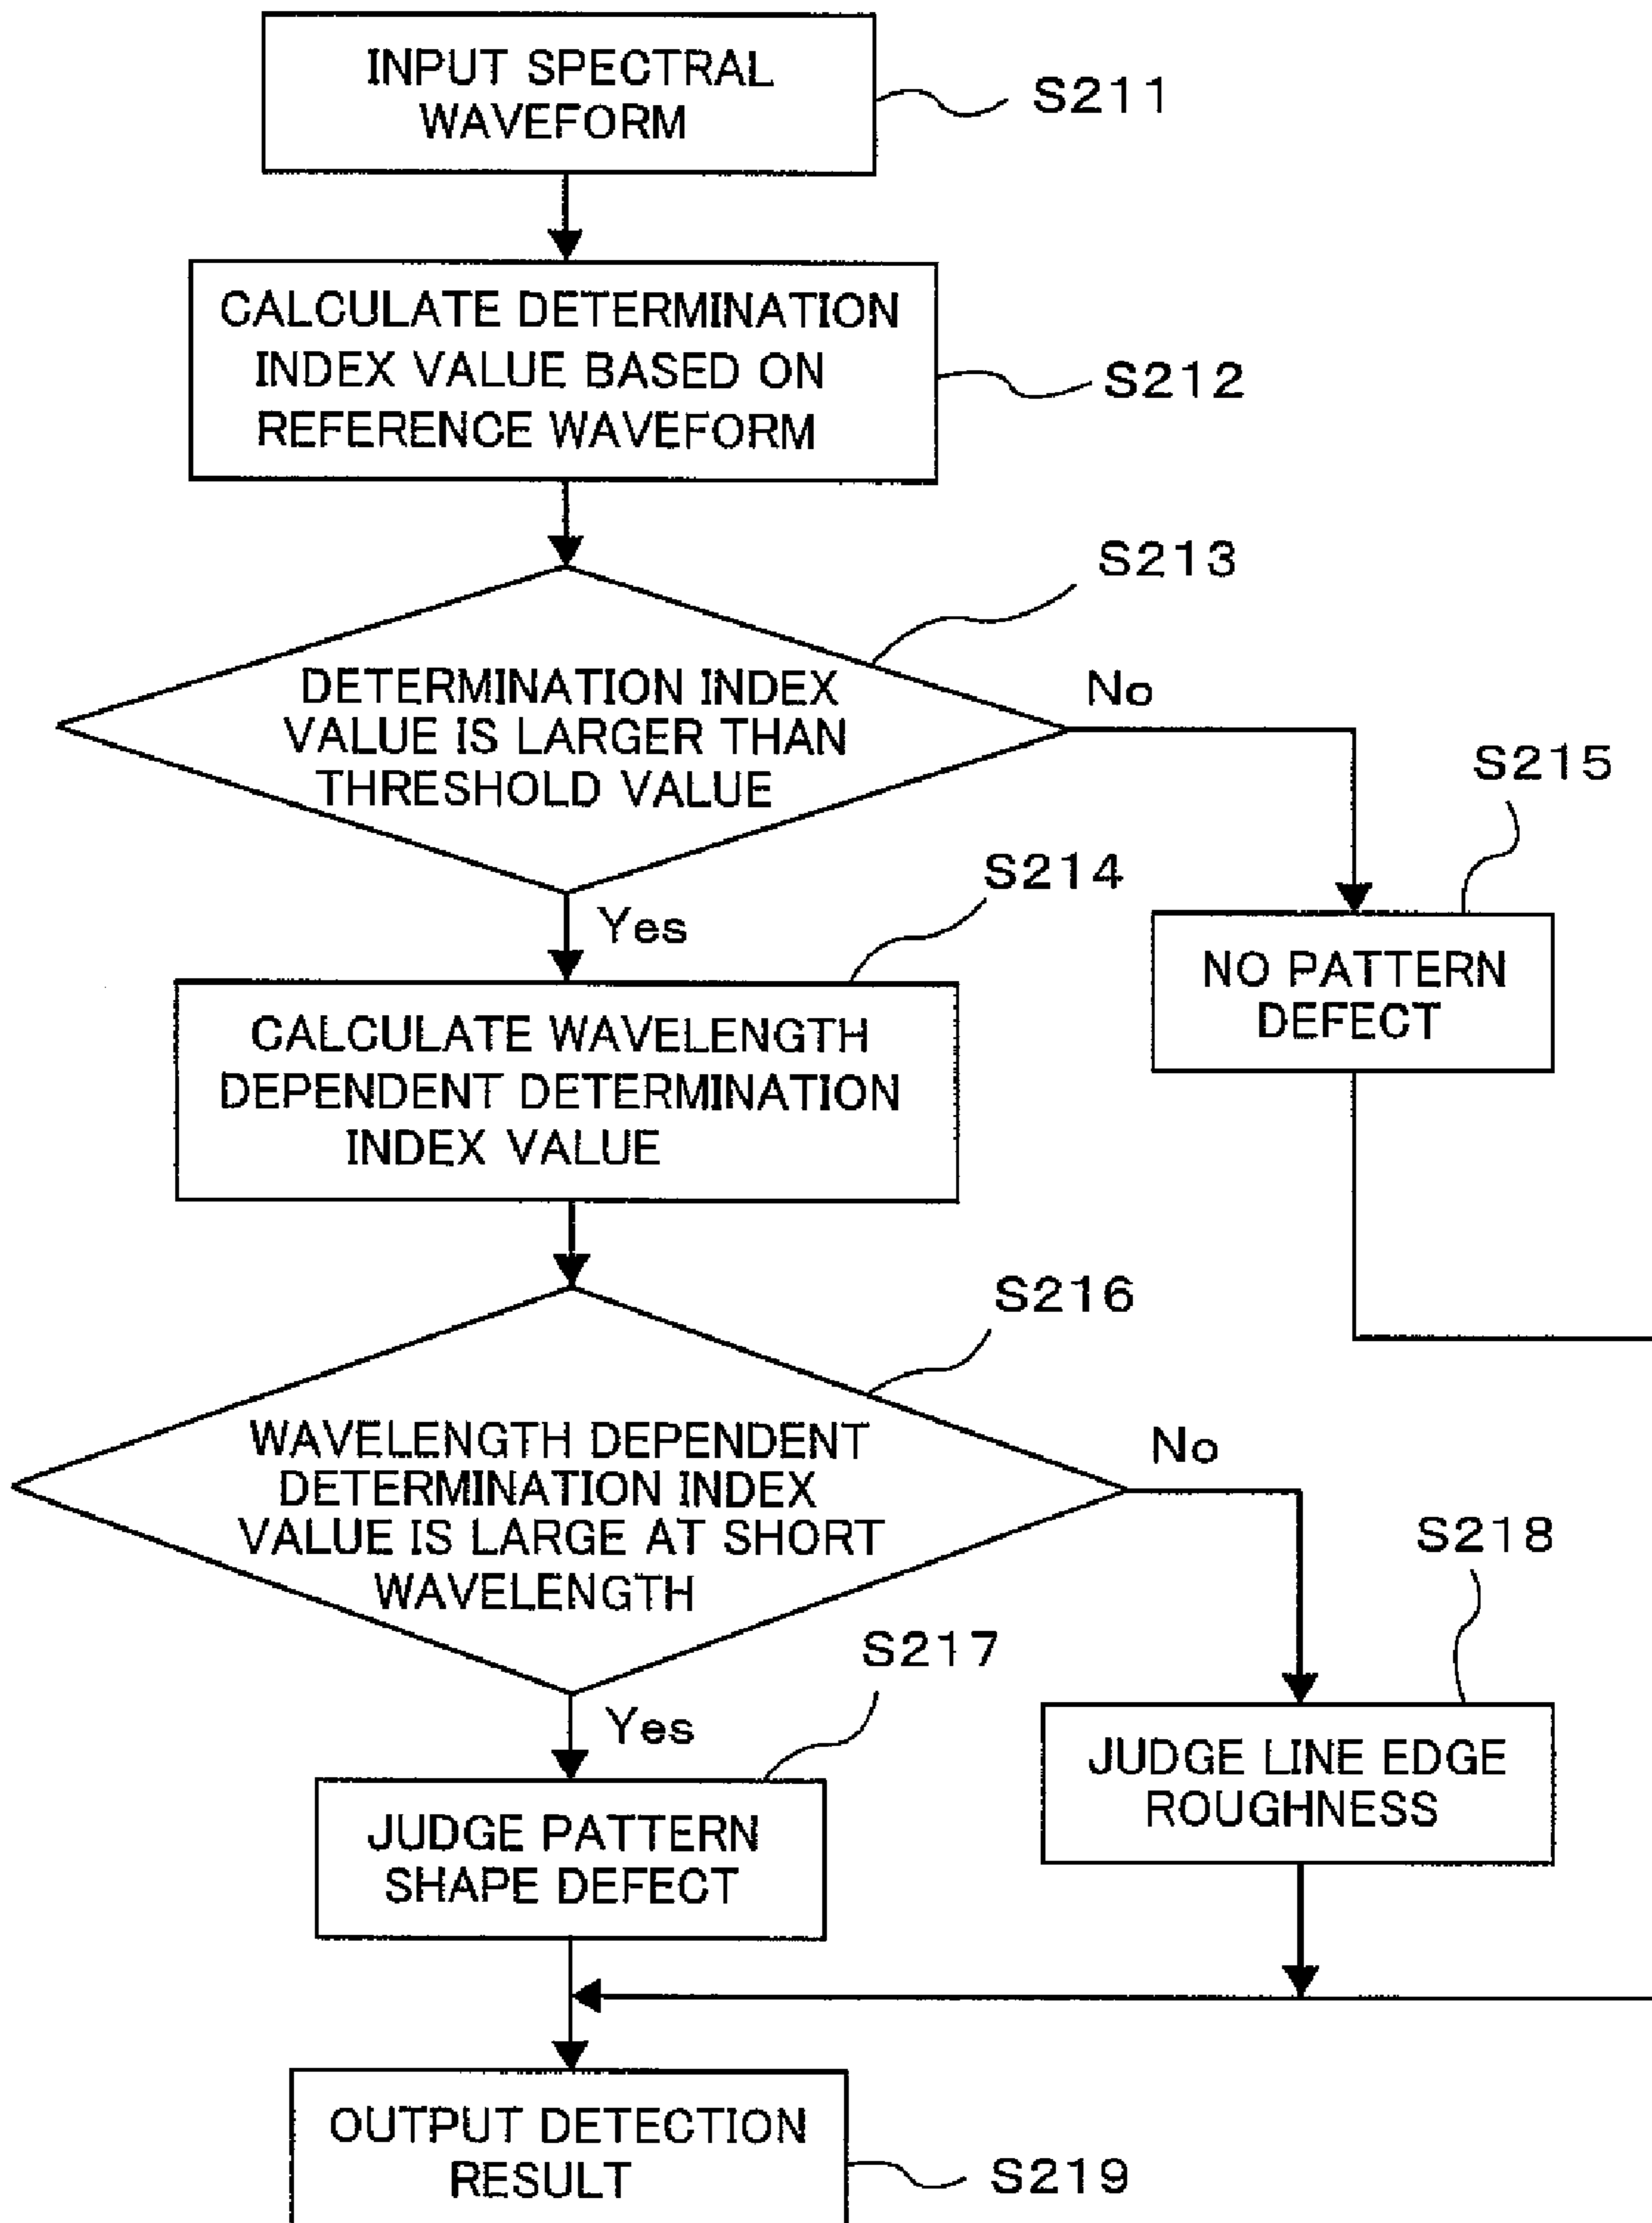 INPUT SPECTRAL
WAVEFORM
S211
CALCULATE DETERMINATION
INDEX VALUE BASED ON
REFERENCE WAVEFORM
S212
S213
DETERMINATION INDEX
VALUE IS LARGER THAN
THRESHOLD VALUE
No
S215
NO PATTERN
DEFECT
Yes
S214
CALCULATE WAVELENGTH
DEPENDENT DETERMINATION
INDEX VALUE
S216
WAVELENGTH DEPENDENT
DETERMINATION INDEX
VALUE IS LARGE AT SHORT
WAVELENGTH
No
S218
JUDGE LINE EDGE
ROUGHNESS
Yes
S217
JUDGE PATTERN
SHAPE DEFECT
OUTPUT DETECTION
RESULT
S219